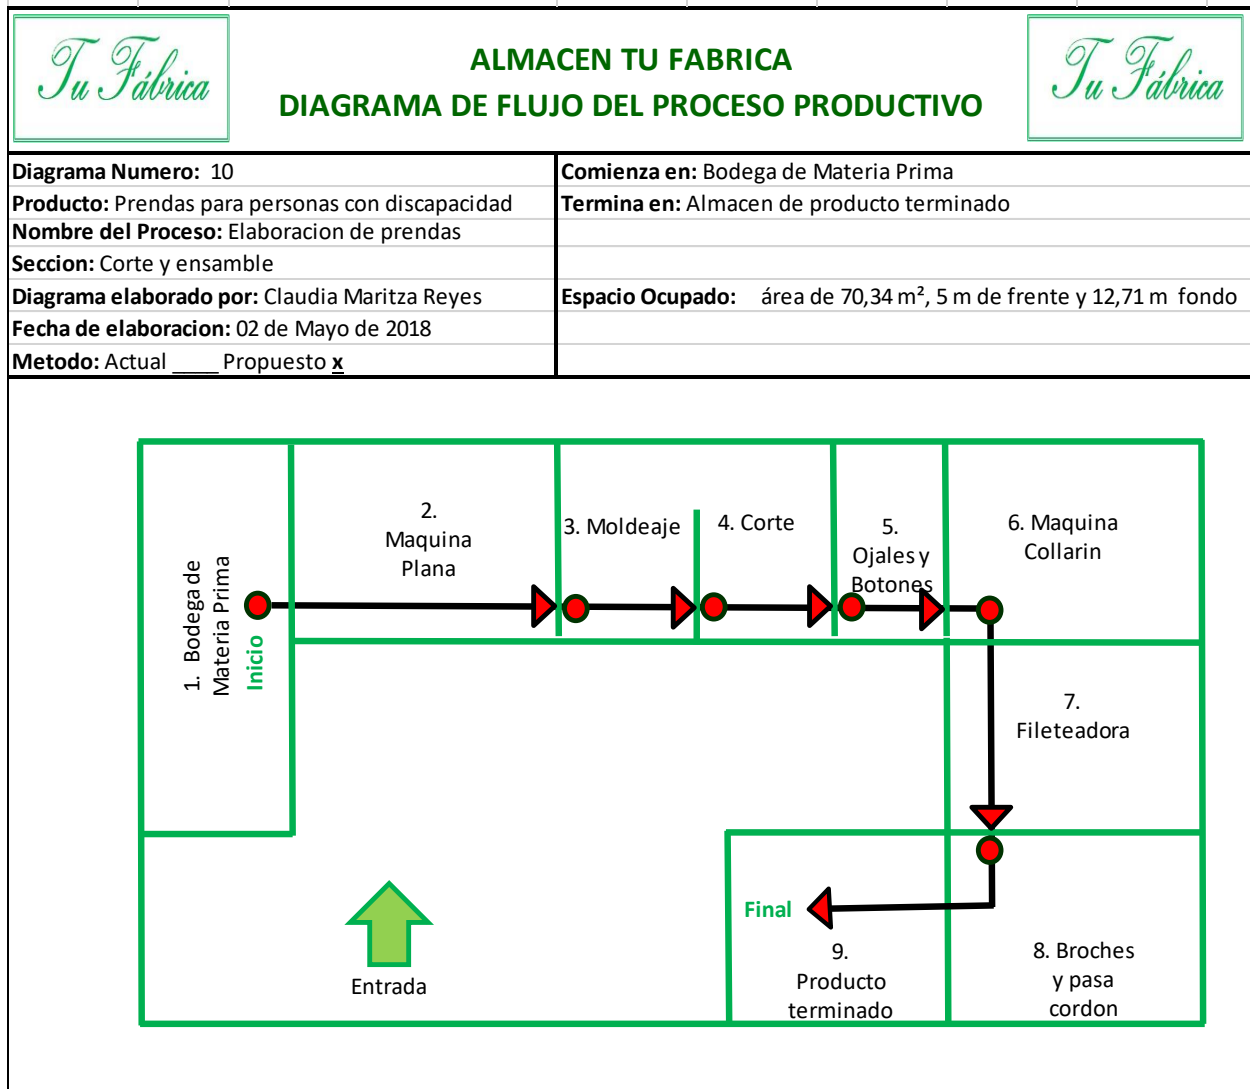 Tu Fábrica
ALMACEN TU FABRICA
DIAGRAMA DE FLUJO DEL PROCESO PRODUCTIVO
Tu Fábrica
Diagrama Numero: 10
Comienza en: Bodega de Materia Prima
Producto: Prendas para personas con discapacidad
Termina en: Almacen de producto terminado
Nombre del Proceso: Elaboracion de prendas
Seccion: Corte y ensamble
Diagrama elaborado por: Claudia Maritza Reyes
Espacio Ocupado: área de 70,34 m², 5 m de frente y 12,71 m fondo
Fecha de elaboracion: 02 de Mayo de 2018
Metodo: Actual ____ Propuesto x
1. Bodega de
Materia Prima
Inicio
2.
Maquina
Plana
3. Moldeaje
4. Corte
5.
Ojales y
Botones
6. Maquina
Collarin
7.
Fileteadora
8. Broches
y pasa
cordon
Final
9.
Producto
terminado
Entrada